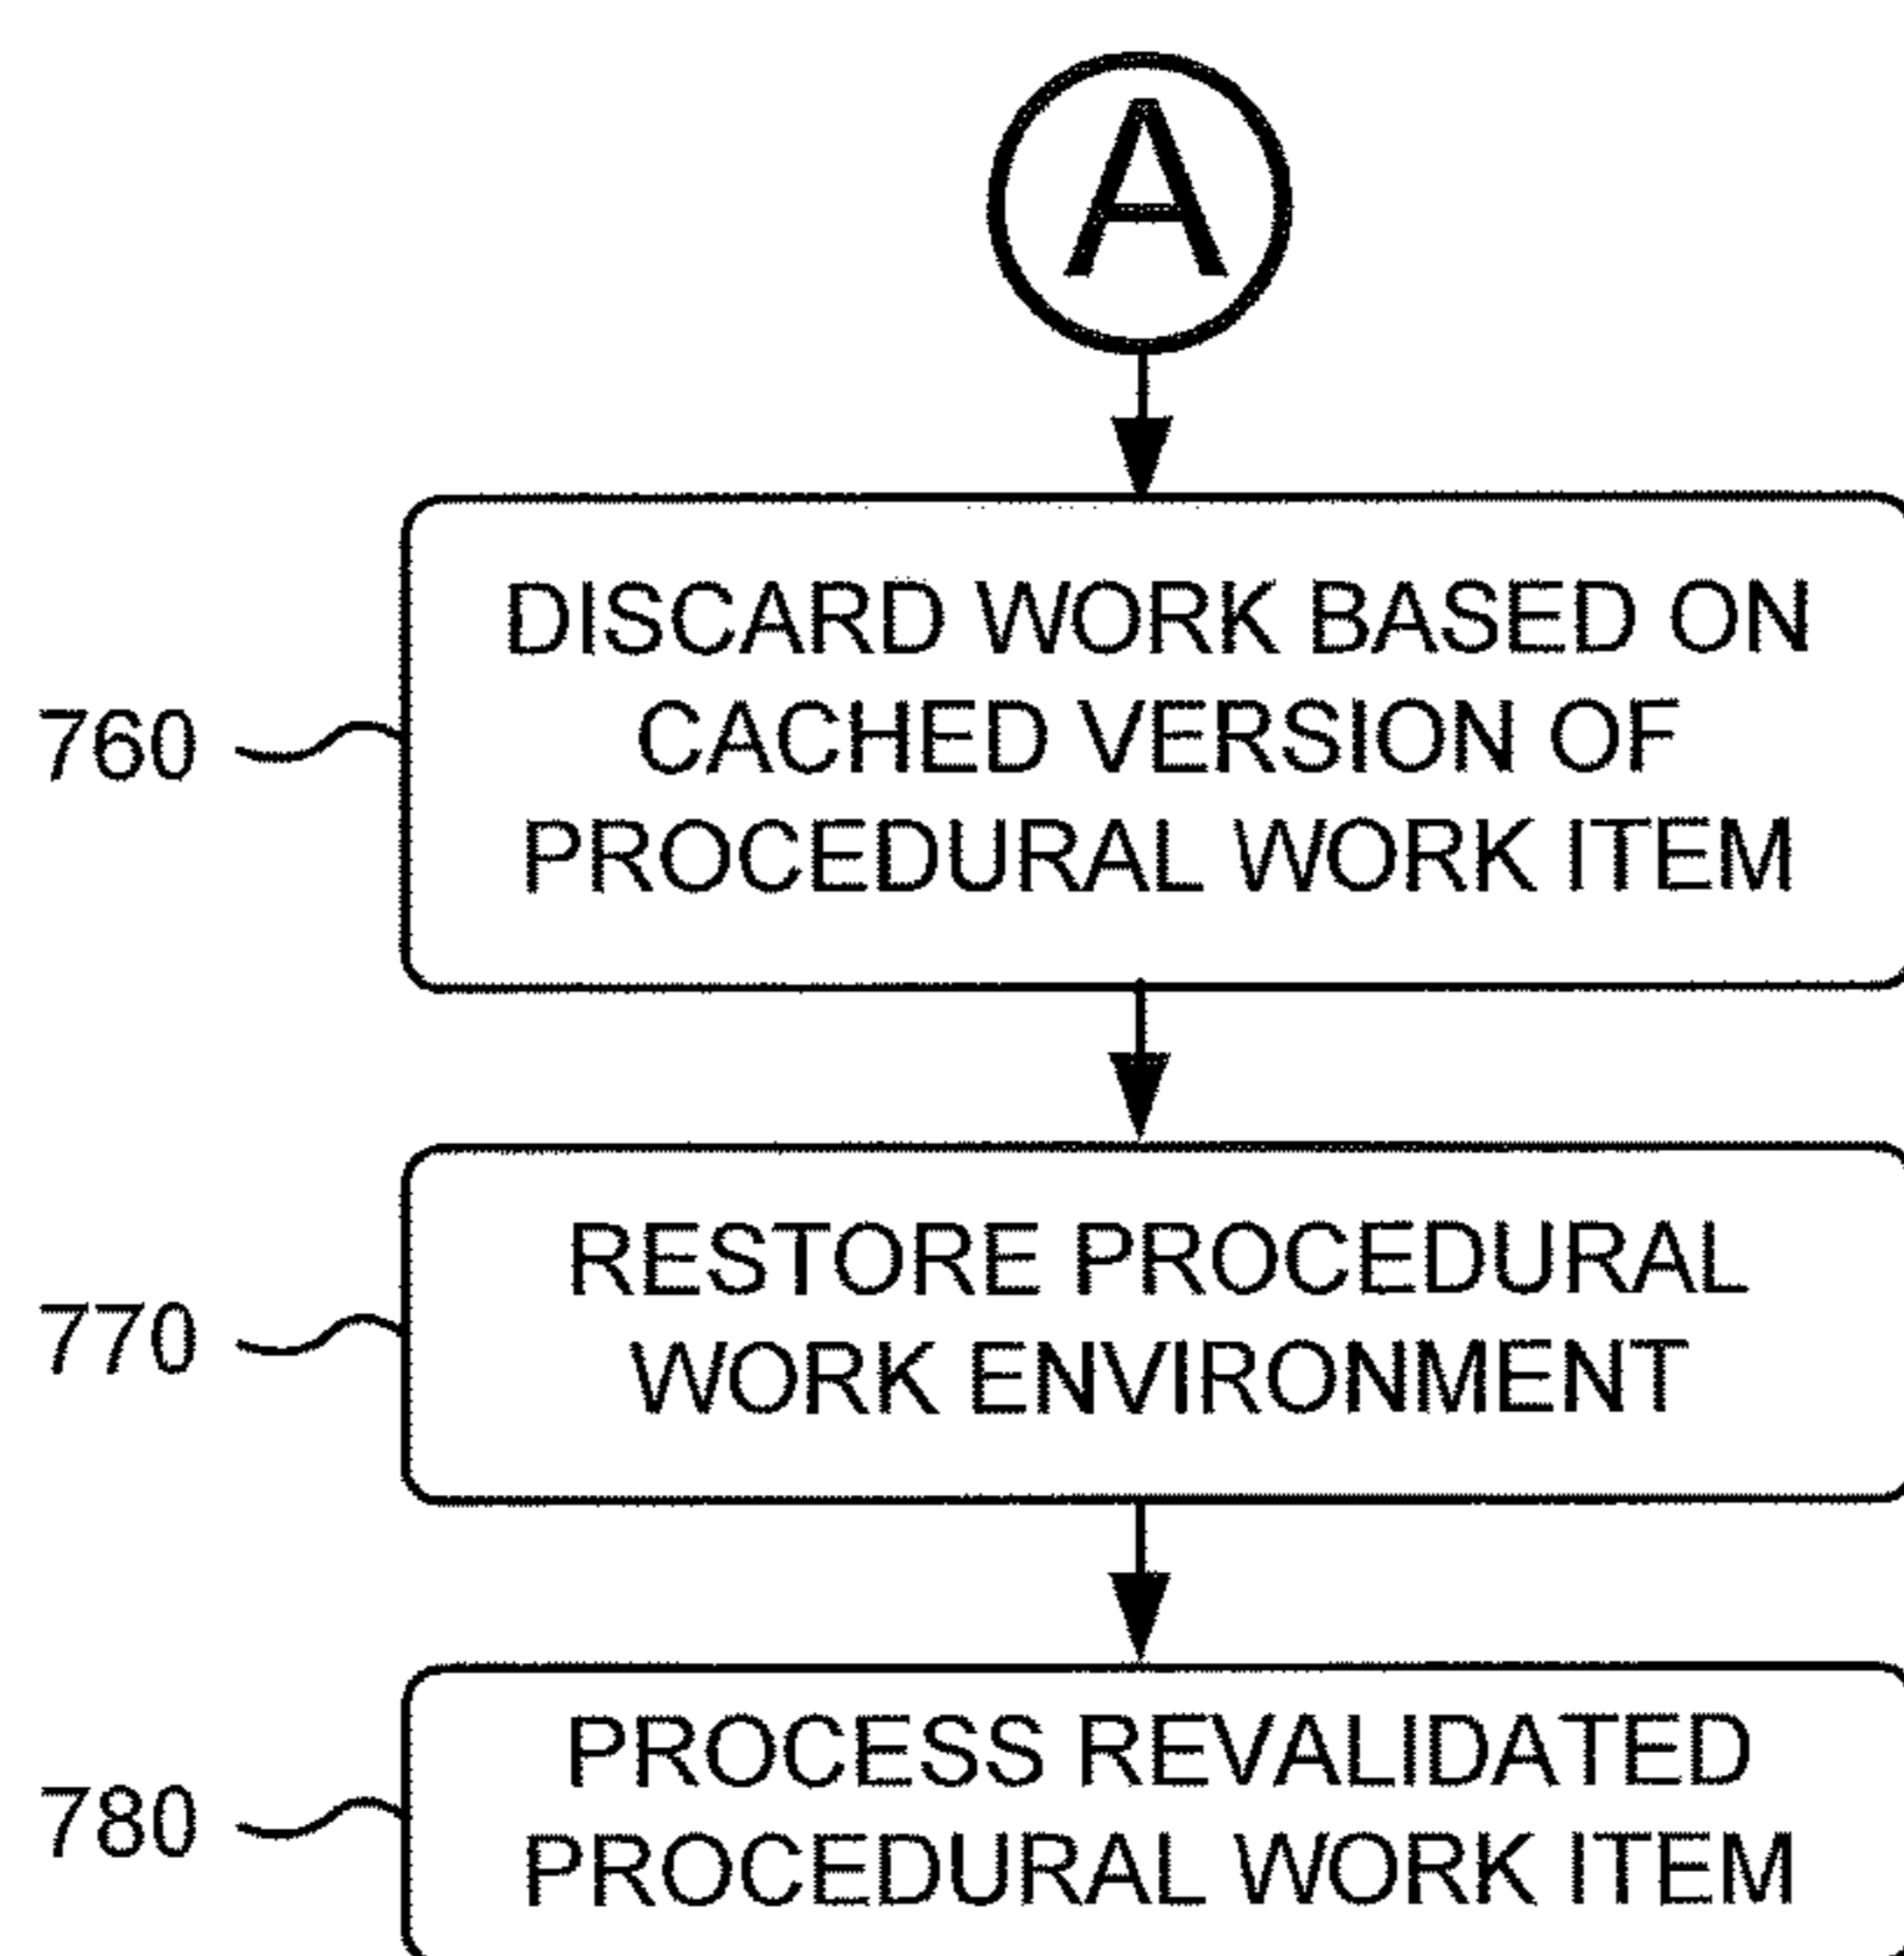 A
DISCARD WORK BASED ON
CACHED VERSION OF
PROCEDURAL WORK ITEM
760
RESTORE PROCEDURAL
WORK ENVIRONMENT
770
PROCESS REVALIDATED
PROCEDURAL WORK ITEM
780